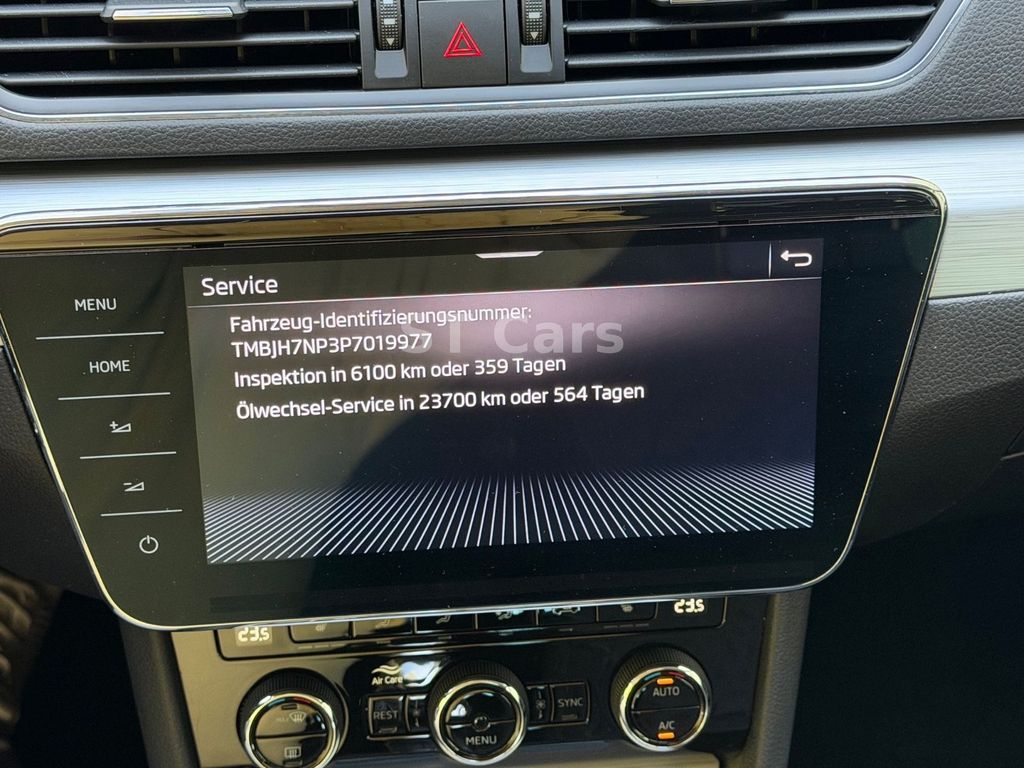 MENU
HOME
Service
Fahrzeug-Identifizierungsnummer:
TMBJH7NP3P7019977
Inspektion in 6100 km oder 359 Tagen
Ölwechsel-Service in 23700 km oder 564 Tagen
ST Cars
23.5
23.5
Air Care
MAX
REST
MENU
SYNC
AUTO
A/C